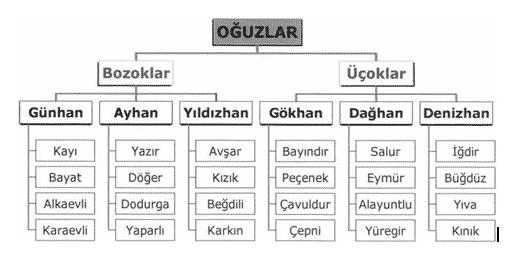 OĞUZLAR
Bozoklar Üçoklar
Günhan Ayhan Yıldızhan Gökhan Dağhan Denizhan
Kayı Yazır Avşar Bayındır Salur İğdir
Bayat Döğer Kızık Peçenek Eymür Büğdüz
Alkaevli Dodurga Beğdili Çavuldur Alayuntlu Yıva
Karaevli Yaparlı Karkın Çepni Yüregir Kınık